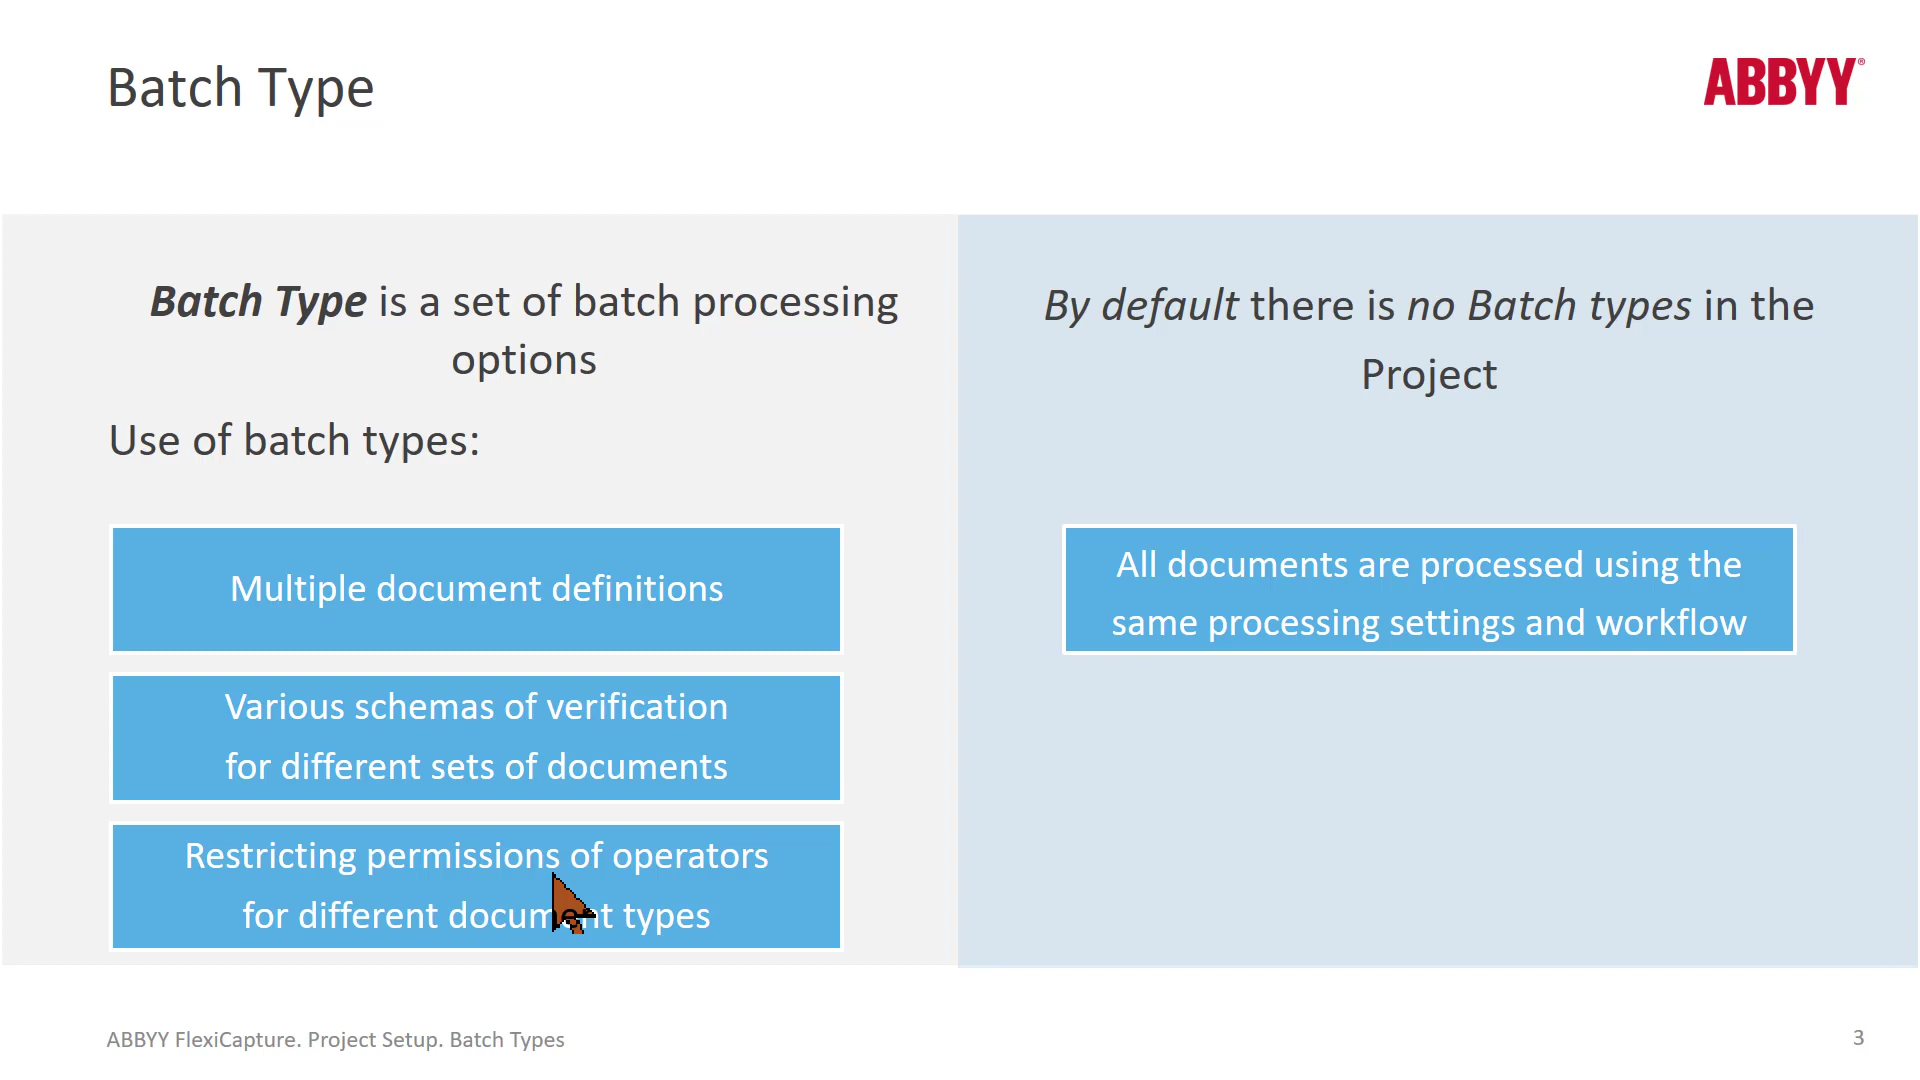 Batch Type
ABBYY®
Batch Type is a set of batch processing
options
Use of batch types:
Multiple document definitions
Various schemas of verification
for different sets of documents
Restricting permissions of operators
for different document types
By default there is no Batch types in the
Project
All documents are processed using the
same processing settings and workflow
ABBYY FlexiCapture. Project Setup. Batch Types
3